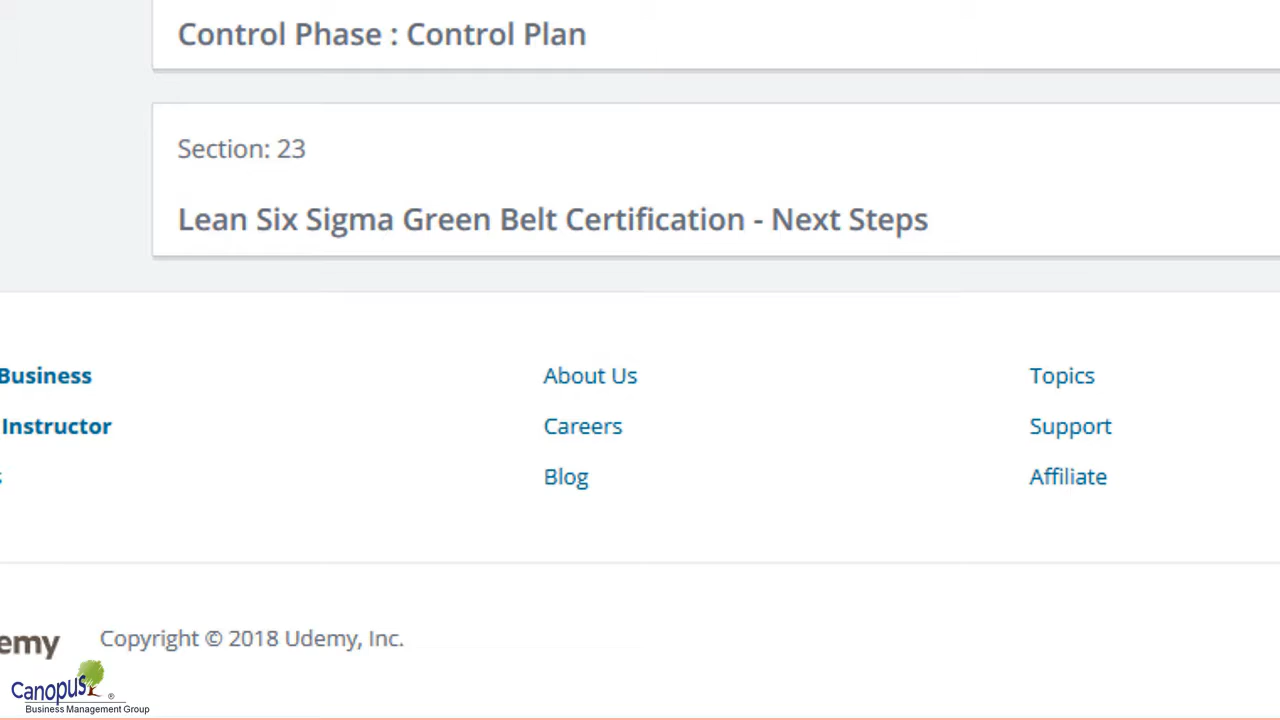 Control Phase : Control Plan
Section: 23
Lean Six Sigma Green Belt Certification - Next Steps
Business
About Us
Topics
Instructor
Careers
Support
s
Blog
Affiliate
emy
Copyright © 2018 Udemy, Inc.
Canopus ®
Business Management Group